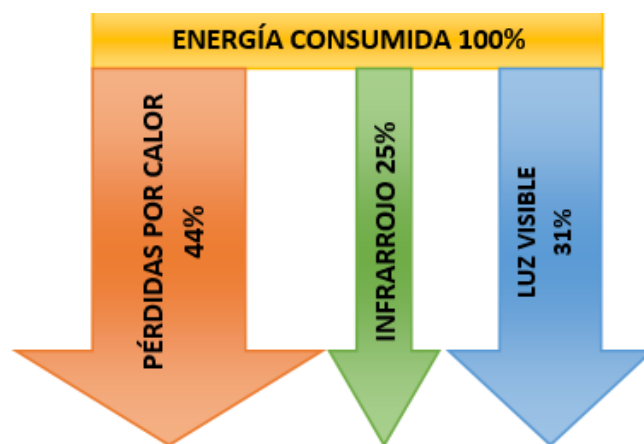 ENERGÍA CONSUMIDA 100%
PÉRDIDAS POR CALOR
44%
INFRARROJO 25%
LUZ VISIBLE
31%